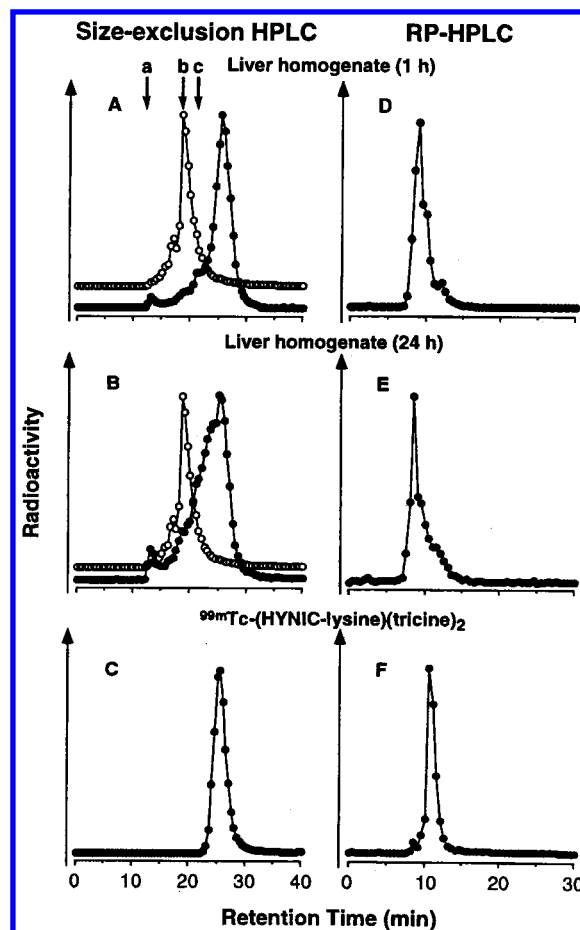 Size-exclusion HPLC RP-HPLC
Liver homogenate (1 h)
a b c
A D
Liver homogenate (24 h)
B E
Radioactivity
99mTc-(HYNIC-lysine)(tricine)2
C F
0 10 20 30 40 0 10 20 30
Retention Time (min)